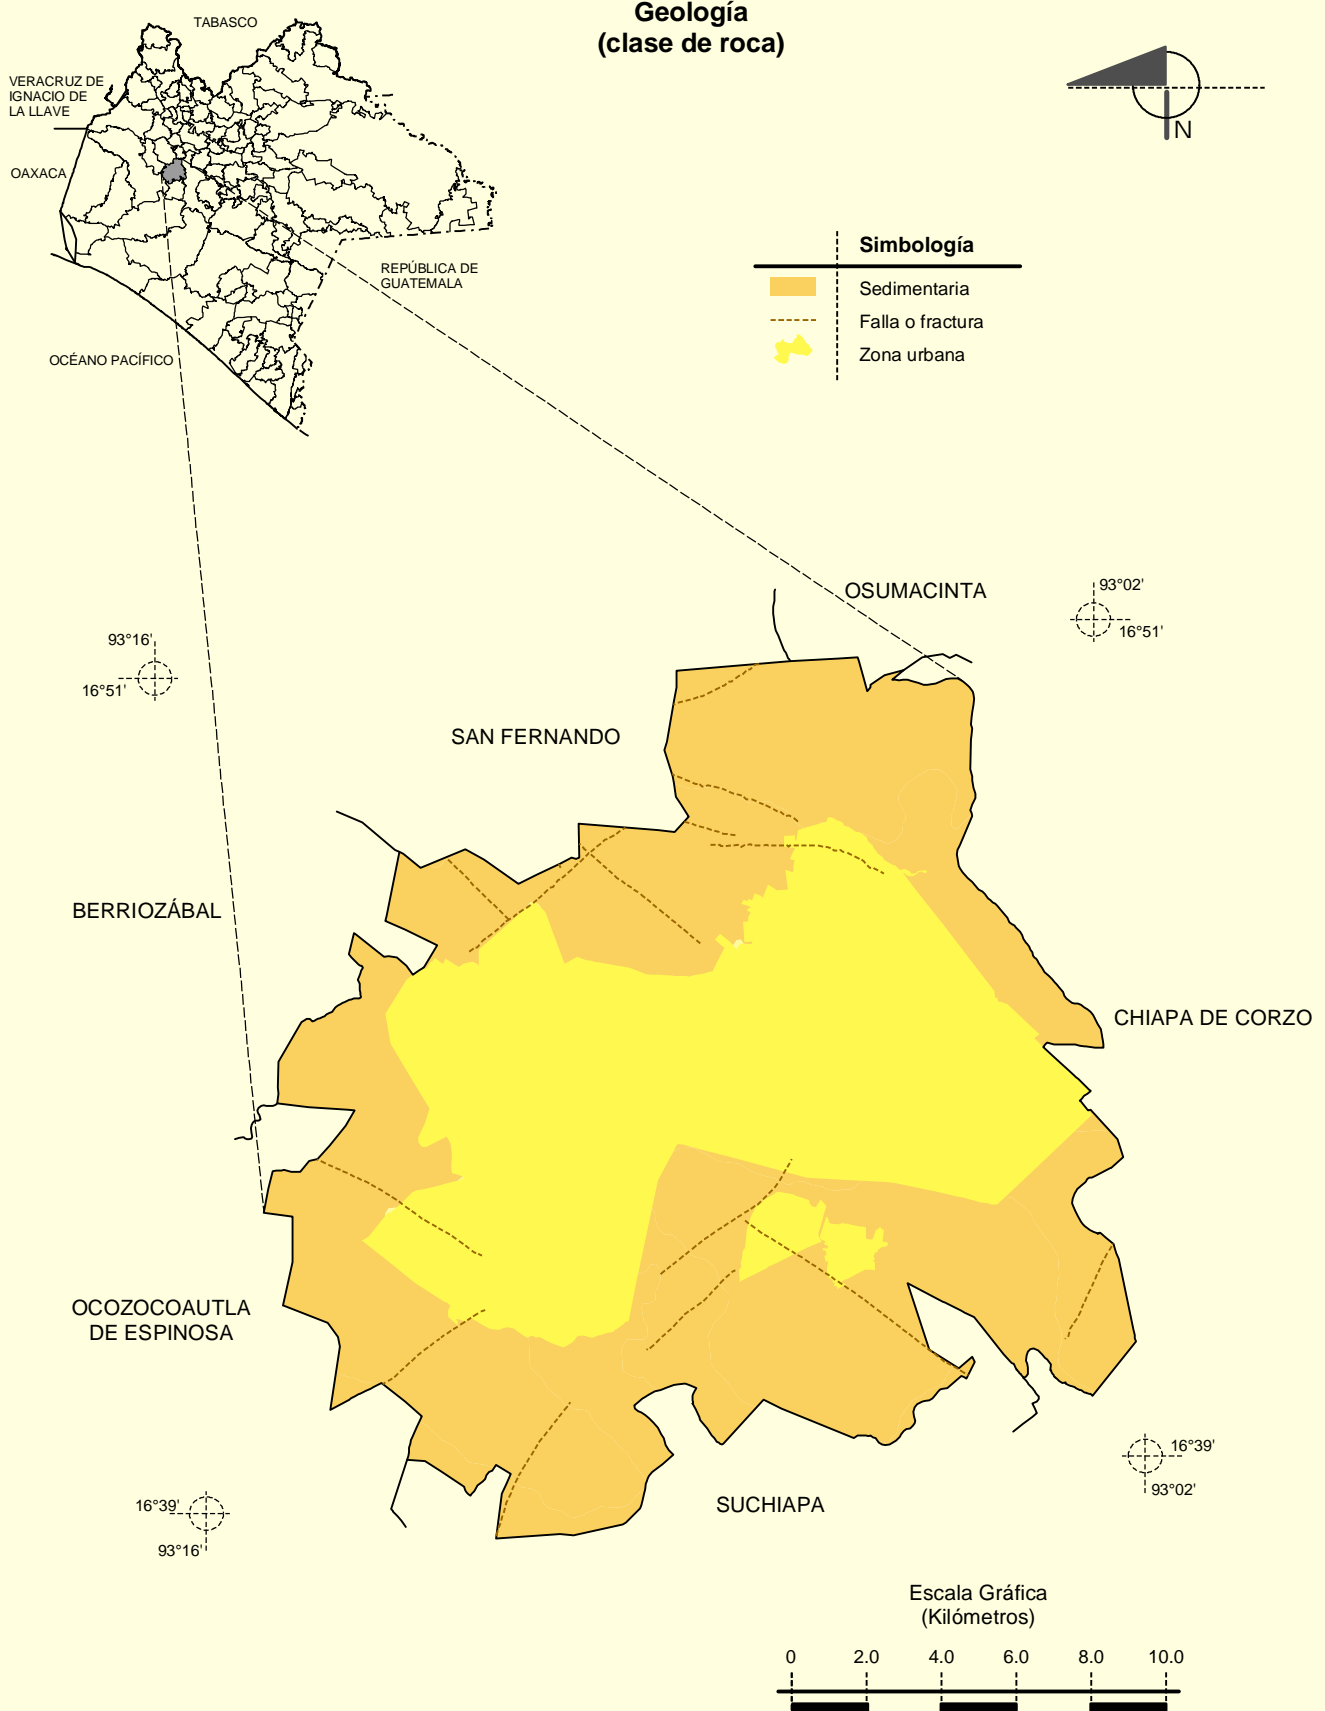 Geología
(clase de roca)
TABASCO
VERACRUZ DE
IGNACIO DE
LA LLAVE
OAXACA
REPÚBLICA DE
GUATEMALA
OCÉANO PACÍFICO
N
Simbología
Sedimentaria
Falla o fractura
Zona urbana
OSUMACINTA
93°02'
16°51'
93°16'
16°51'
SAN FERNANDO
BERRIOZÁBAL
CHIAPA DE CORZO
OCOZOCOAUTLA
DE ESPINOSA
SUCHIAPA
16°39'
93°02'
16°39'
93°16'
Escala Gráfica
(Kilómetros)
0 2.0 4.0 6.0 8.0 10.0